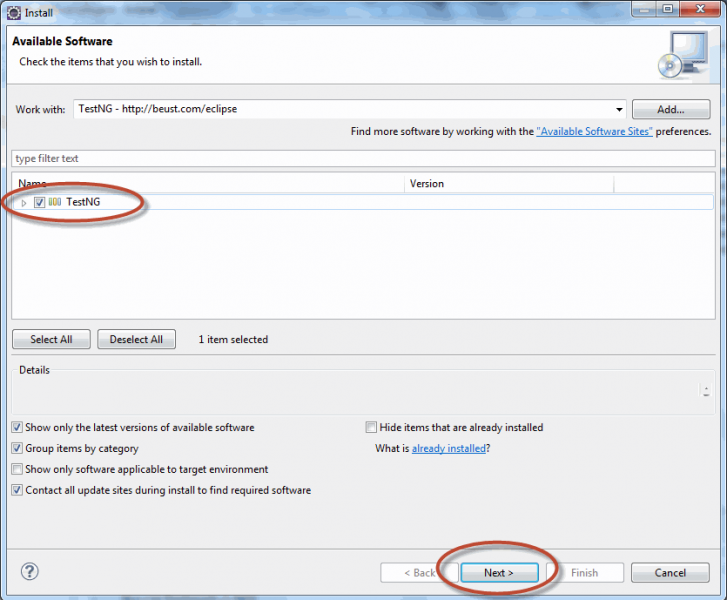 Install
Available Software
Check the items that you wish to install.
Work with: TestNG - http://beust.com/eclipse Add...
Find more software by working with the "Available Software Sites" preferences.
type filter text
Name Version
TestNG
Select All Deselect All 1 item selected
Details
Show only the latest versions of available software Hide items that are already installed
Group items by category What is already installed?
Show only software applicable to target environment
Contact all update sites during install to find required software
? < Back Next > Finish Cancel